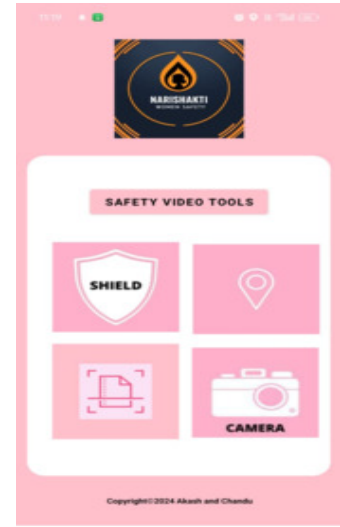 NARISHAKTI
WOMEN SAFETY
SAFETY VIDEO TOOLS
SHIELD
CAMERA
Copyright©2024 Akash and Chandu